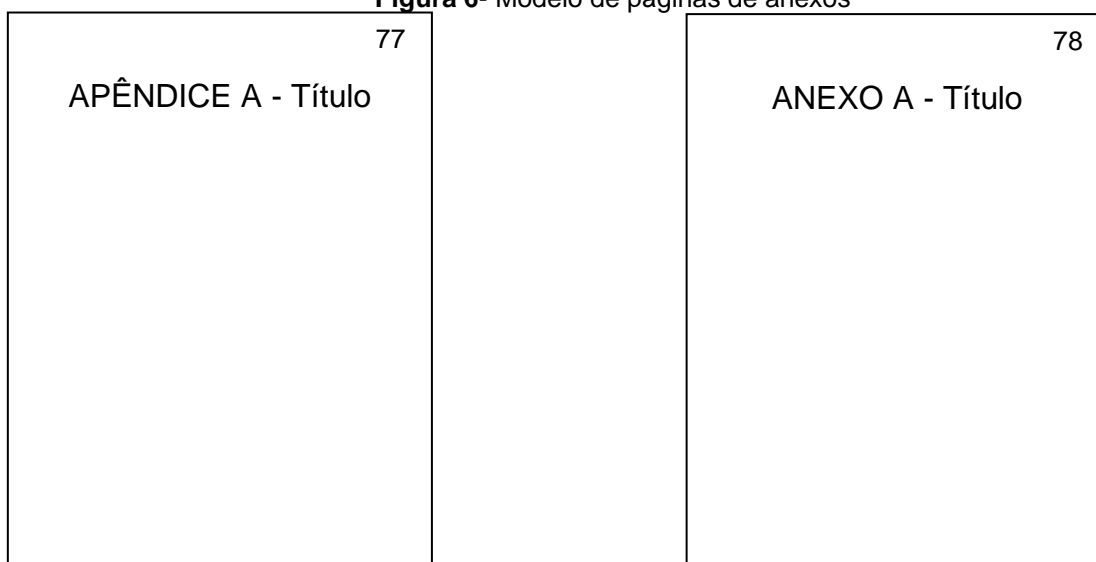 Figura 6- Modelo de páginas de anexos
77
APÊNDICE A - Título
78
ANEXO A - Título